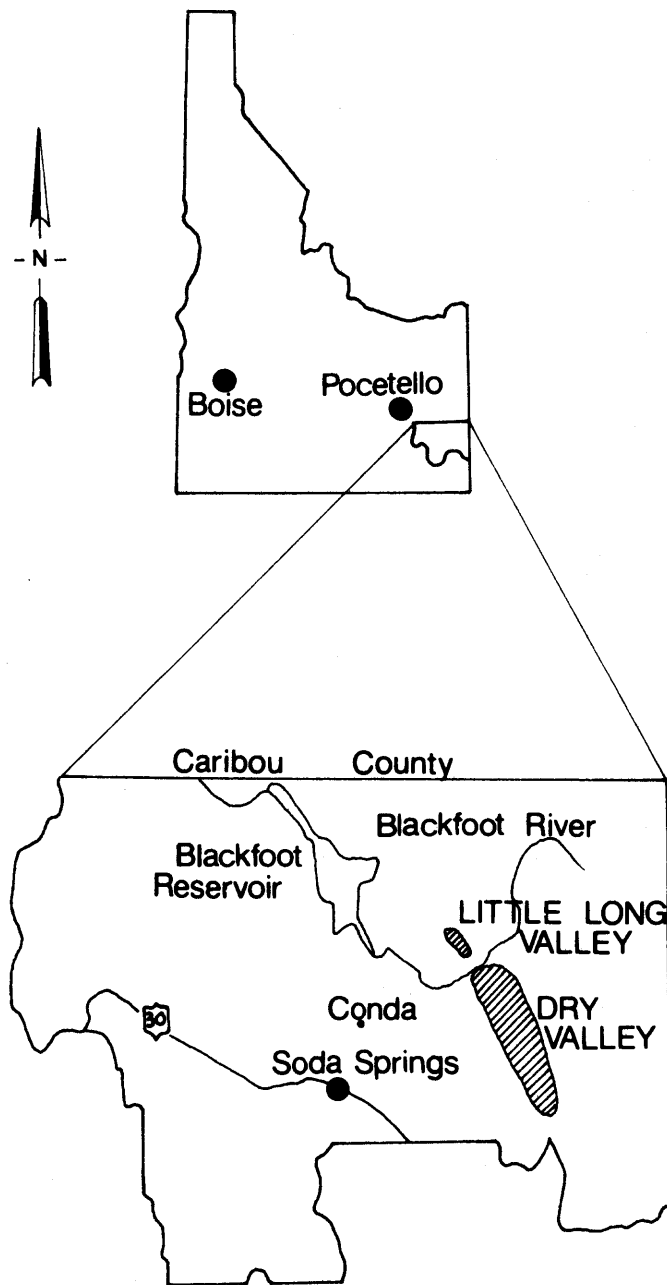 - N -
Boise
Pocetello
Caribou County
Blackfoot River
Blackfoot
Reservoir
LITTLE LONG
VALLEY
Conda
DRY
VALLEY
30
Soda Springs